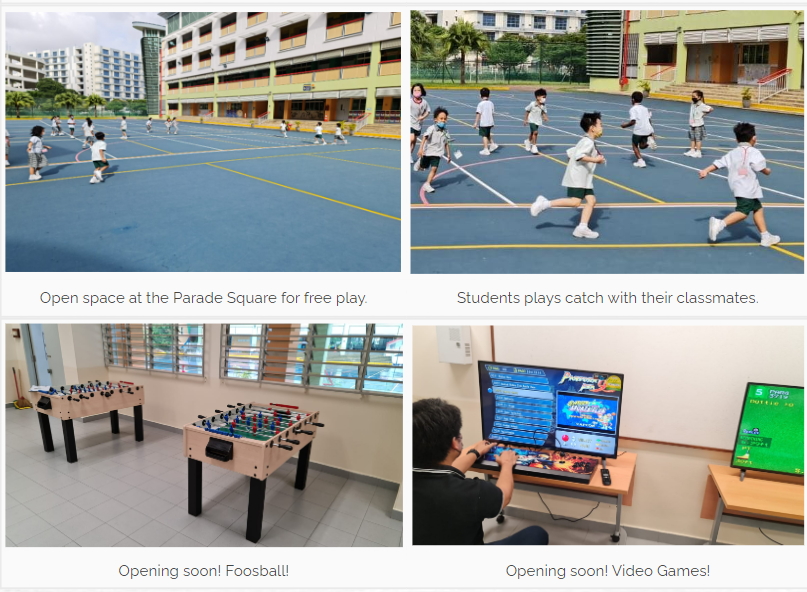 Open space at the Parade Square for free play.
Students plays catch with their classmates.
Opening soon! Foosball!
Opening soon! Video Games!